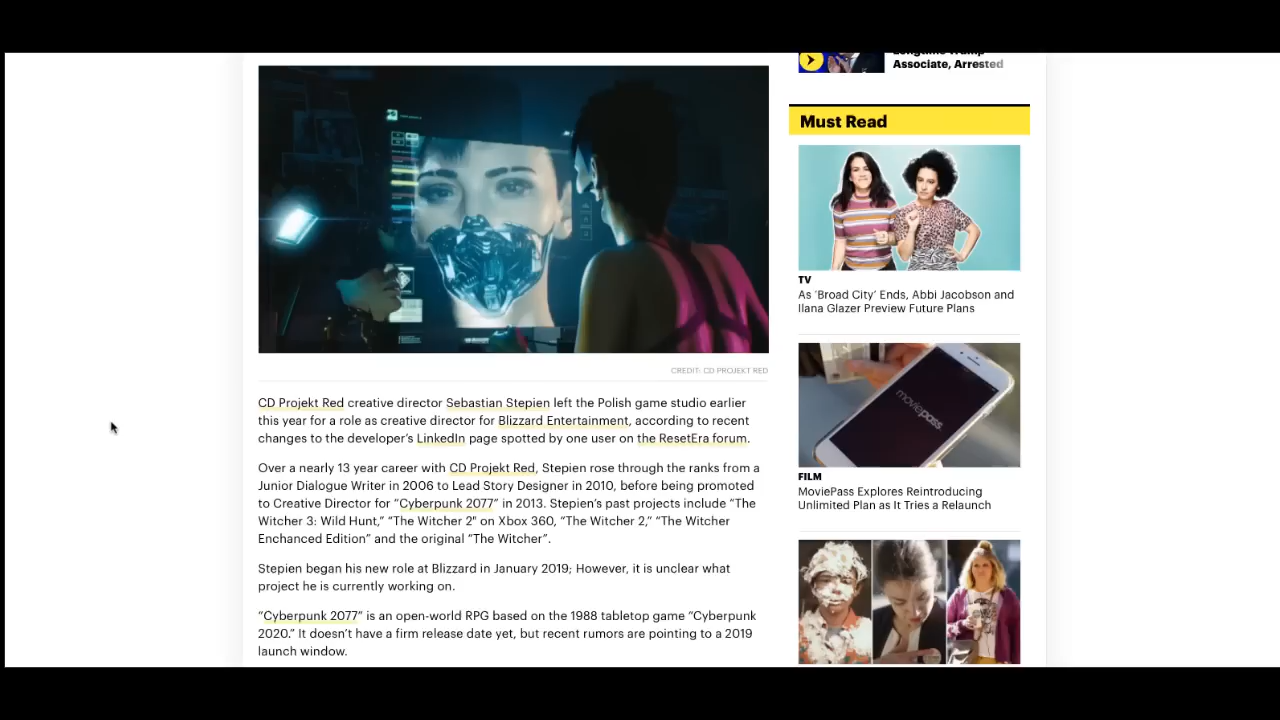 CREDIT: CD PROJEKT RED
CD Projekt Red creative director Sebastian Stepien left the Polish game studio earlier
this year for a role as creative director for Blizzard Entertainment, according to recent
changes to the developer's LinkedIn page spotted by one user on the ResetEra forum.
Over a nearly 13 year career with CD Projekt Red, Stepien rose through the ranks from a
Junior Dialogue Writer in 2006 to Lead Story Designer in 2010, before being promoted
to Creative Director for “Cyberpunk 2077” in 2013. Stepien's past projects include “The
Witcher 3: Wild Hunt,” “The Witcher 2" on Xbox 360, “The Witcher 2,” “The Witcher
Enchanced Edition” and the original “The Witcher”.
Stepien began his new role at Blizzard in January 2019; However, it is unclear what
project he is currently working on.
“Cyberpunk 2077” is an open-world RPG based on the 1988 tabletop game “Cyberpunk
2020.” It doesn't have a firm release date yet, but recent rumors are pointing to a 2019
launch window.
Associate, Arrested
Must Read
TV
As ‘Broad City’ Ends, Abbi Jacobson and
Ilana Glazer Preview Future Plans
moviepass
FILM
MoviePass Explores Reintroducing
Unlimited Plan as It Tries a Relaunch